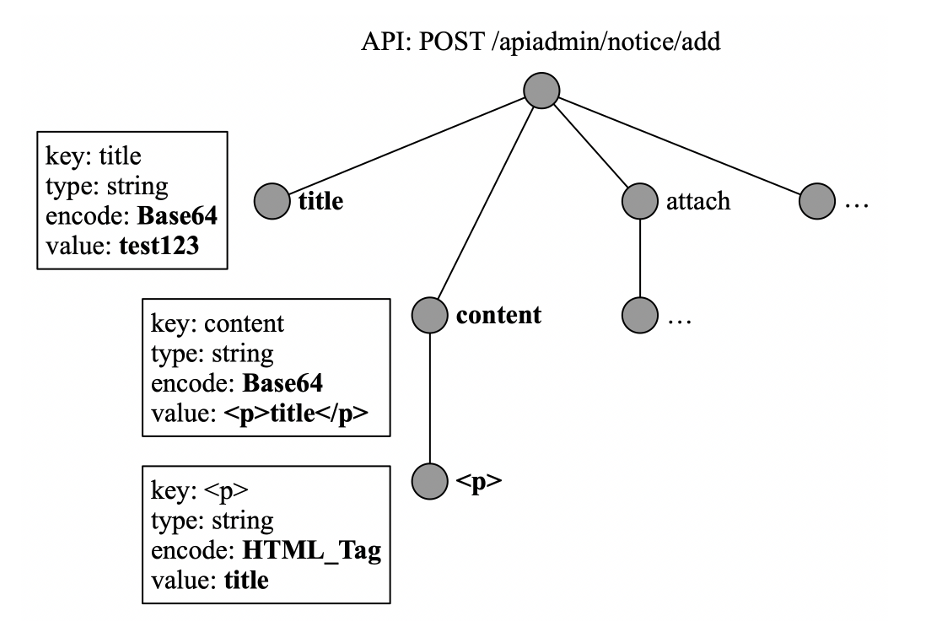 API: POST /apiadmin/notice/add
key: title
type: string
encode: Base64
value: test123
title
attach
...
key: content
type: string
encode: Base64
value: <p>title</p>
content
...
key: <p>
type: string
encode: HTML_Tag
value: title
<p>